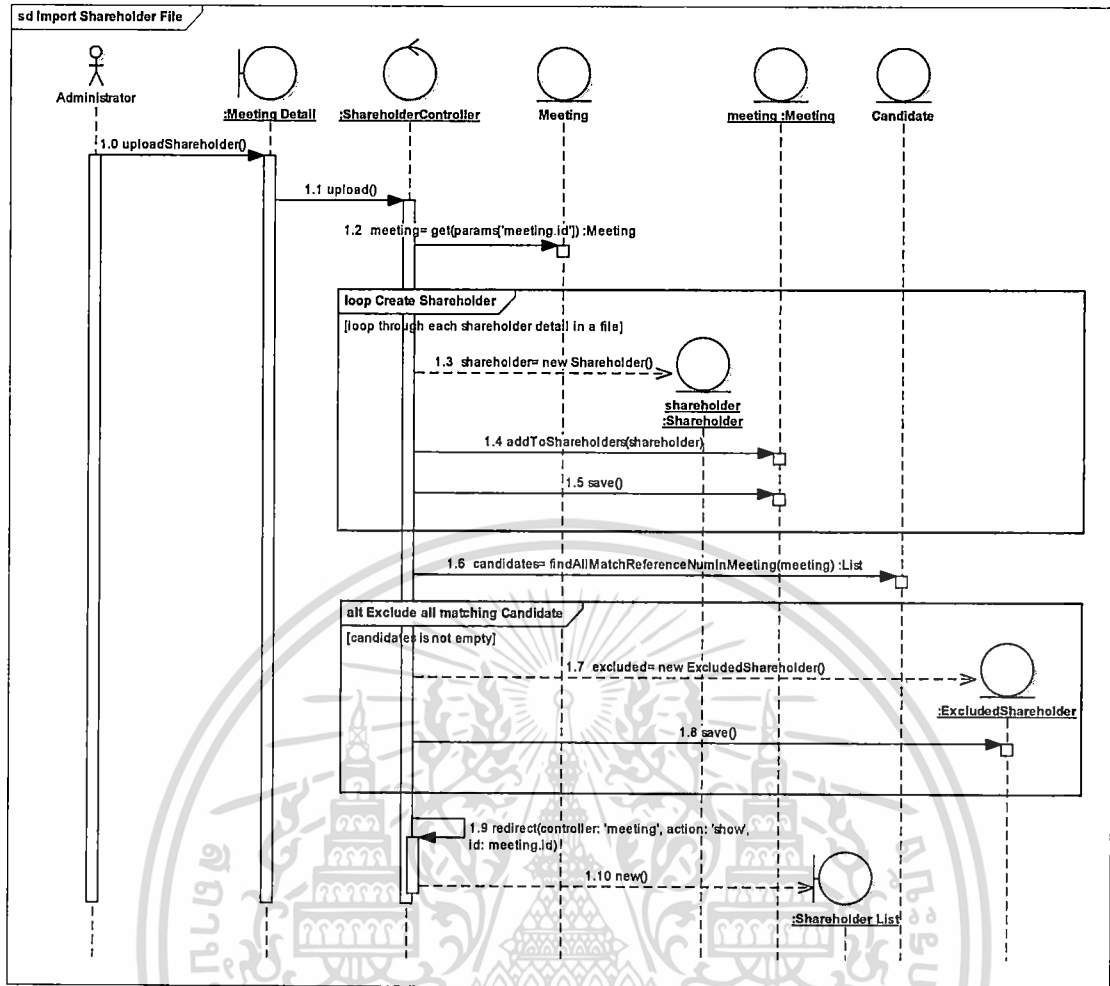 sd Import Shareholder File
Administrator
:Meeting Detail
:ShareholderController
Meeting
meeting :Meeting
Candidate
1.0 uploadShareholder()
1.1 upload()
1.2 meeting= get(params['meeting.id']) :Meeting
loop Create Shareholder
[loop through each shareholder detail in a file]
1.3 shareholder= new Shareholder()
shareholder
:Shareholder
1.4 addToShareholders(shareholder)
1.5 save()
1.6 candidates= findAllMatchReferenceNumInMeeting(meeting) :List
alt Exclude all matching Candidate
[candidates is not empty]
1.7 excluded= new ExcludedShareholder()
:ExcludedShareholder
1.8 save()
1.9 redirect(controller: 'meeting', action: 'show',
id: meeting.id)
1.10 new()
:Shareholder List